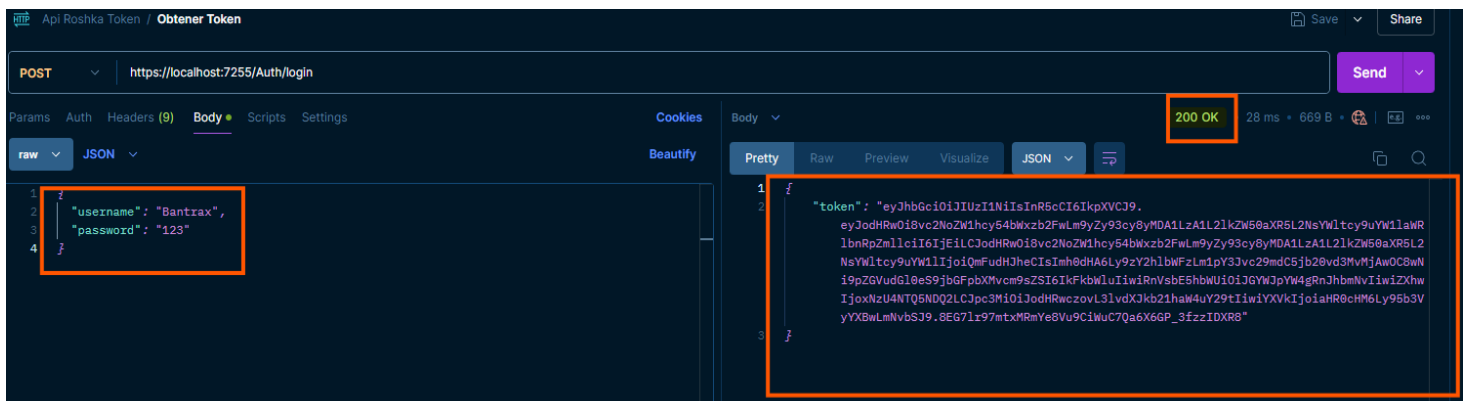 HTTP Api Roshka Token / Obtener Token
Save
Share
POST
https://localhost:7255/Auth/login
Send
Params Auth Headers (9) Body Scripts Settings
Cookies
raw
JSON
Beautify
1 {
2 "username": "Bantrax",
3 "password": "123"
4 }
Body
200 OK
28 ms
669 B
e.g.
Pretty Raw Preview Visualize
JSON
1 {
2 "token": "eyJhbGciOiJIUzI1NiIsInR5cCI6IkpXVCJ9.
eyJodHRwOi8vc2NoZW1hcy54bWxzb2FwLm9yZy93cy8yMDA1LzA1L2lkZW50aXR5L2NsYWltcy9uYW1laWR
lbnRpZmllciI6IjEiLCJodHRwOi8vc2NoZW1hcy54bWxzb2FwLm9yZy93cy8yMDA1LzA1L2lkZW50aXR5L2
NsYWltcy9uYW1lIjoiQmFudHJheCIsImh0dHA6Ly9zY2hlbWFzLm1pY3Jvc29mdC5jb20vd3MvMjAwOC8wN
i9pZGVudGl0eS9jbGFpbXMvcm9sZSI6IkFkbWluIiwiRnVsbE5hbWUiOiJGYWJpYW4gRnJhbmNvIiwiZXhw
IjoxNzU4NTQ5NDQ2LCJpc3MiOiJodHRwczovL3lvdXJkb21haW4uY29tIiwiYXVkIjoiaHR0cHM6Ly95b3V
yYXBwLmNvbSJ9.8EG7lr97mtxMRmYe8Vu9CiWuC7Qa6X6GP_3fzzIDXR8"
3 }